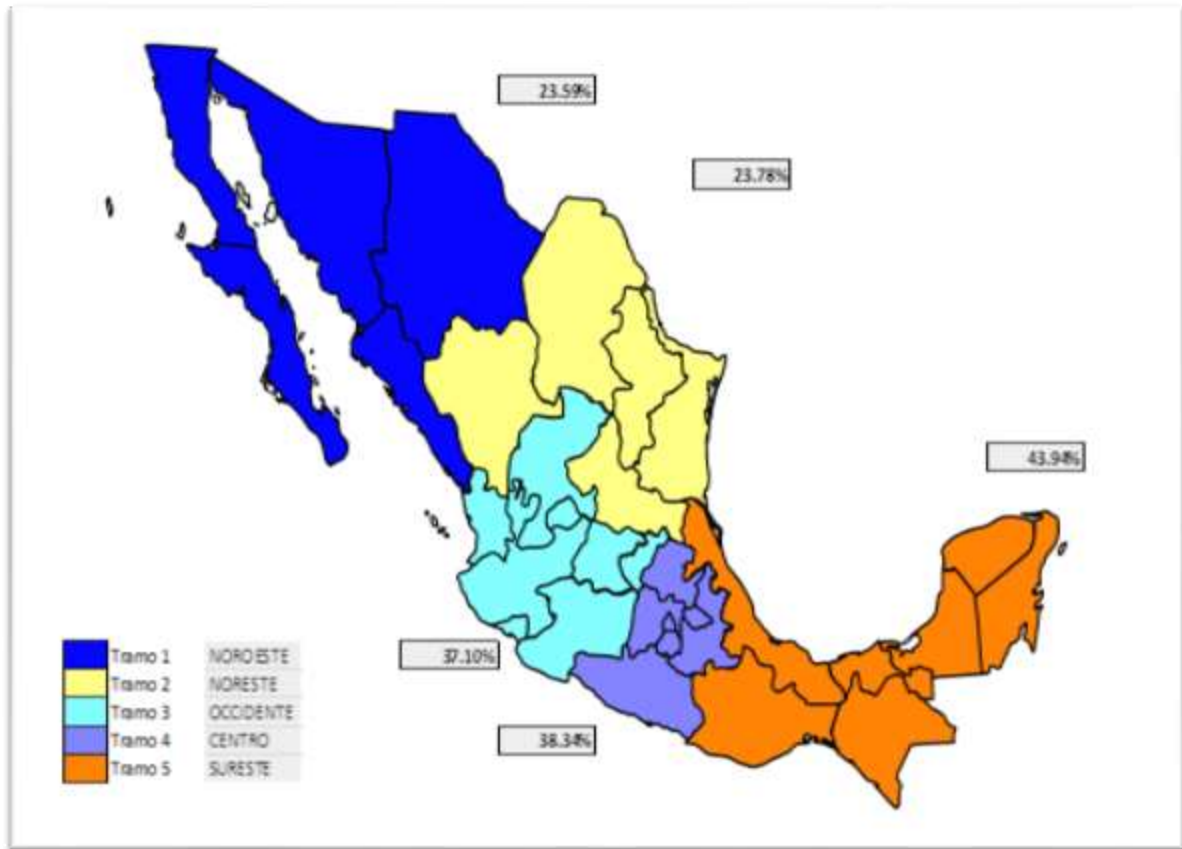 23.59%
23.78%
43.94%
37.10%
38.34%
Tramo 1 NOROESTE
Tramo 2 NORESTE
Tramo 3 OCCIDENTE
Tramo 4 CENTRO
Tramo 5 SURESTE